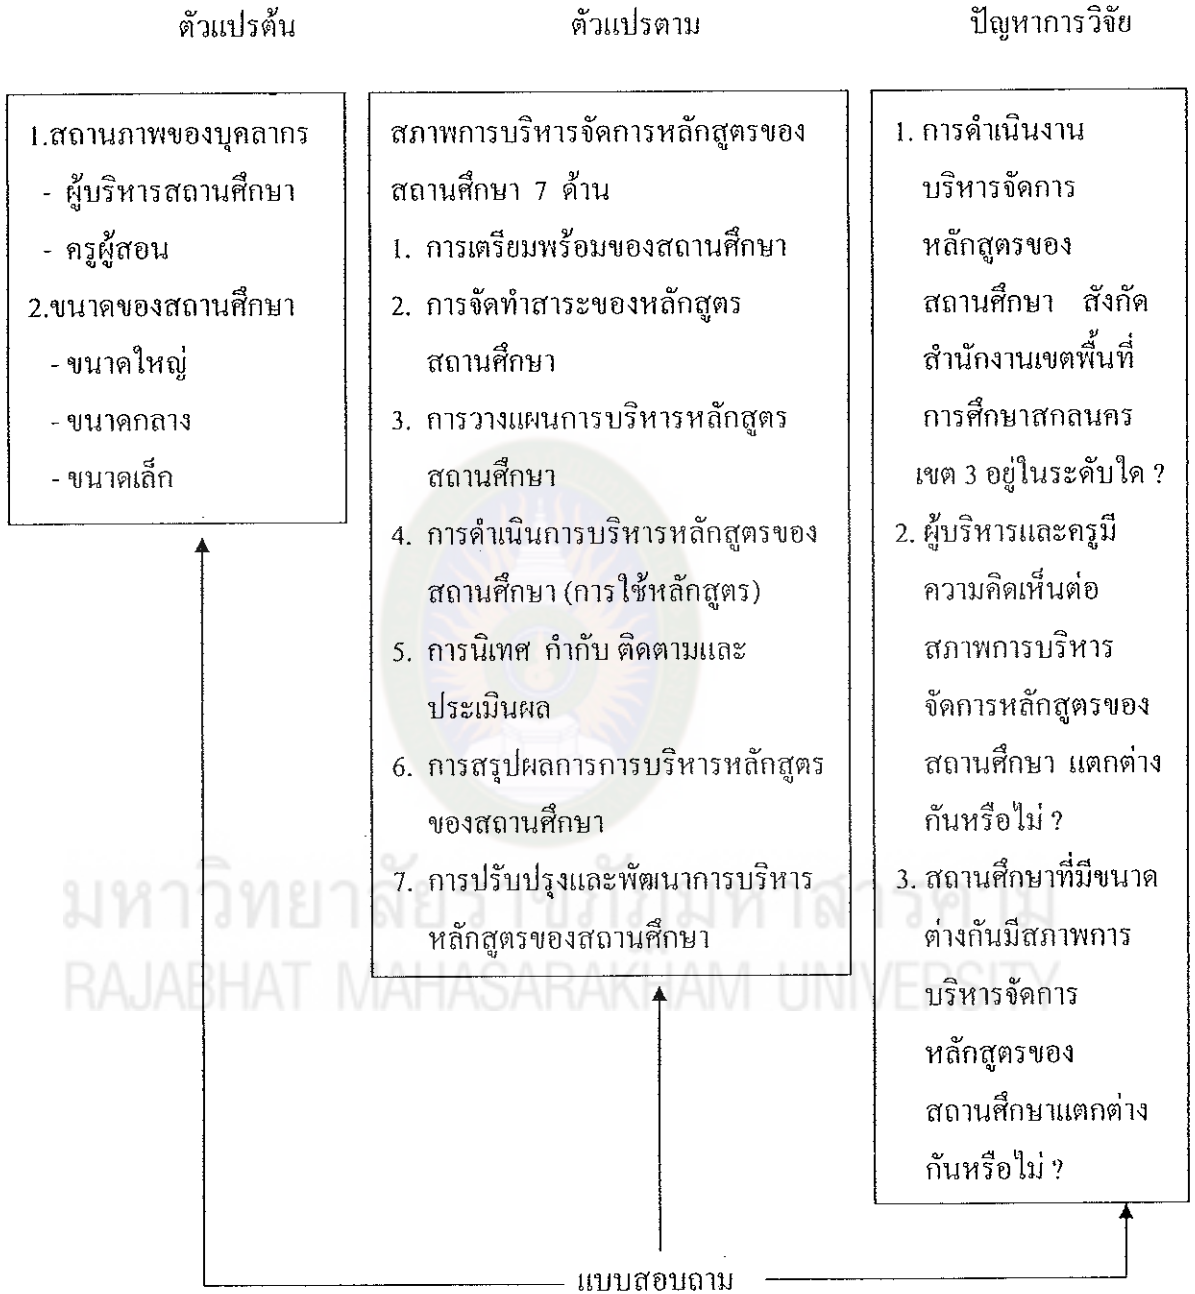 ตัวแปรต้น
ตัวแปรตาม
ปัญหาการวิจัย
1.สถานภาพของบุคลากร
- ผู้บริหารสถานศึกษา
- ครูผู้สอน
2.ขนาดของสถานศึกษา
- ขนาดใหญ่
- ขนาดกลาง
- ขนาดเล็ก
สภาพการบริหารจัดการหลักสูตรของ
สถานศึกษา 7 ด้าน
1. การเตรียมพร้อมของสถานศึกษา
2. การจัดทำสาระของหลักสูตร
สถานศึกษา
3. การวางแผนการบริหารหลักสูตร
สถานศึกษา
4. การดำเนินการบริหารหลักสูตรของ
สถานศึกษา (การใช้หลักสูตร)
5. การนิเทศ กำกับ ติดตามและ
ประเมินผล
6. การสรุปผลการการบริหารหลักสูตร
ของสถานศึกษา
7. การปรับปรุงและพัฒนาการบริหาร
หลักสูตรของสถานศึกษา
1. การดำเนินงาน
บริหารจัดการ
หลักสูตรของ
สถานศึกษา สังกัด
สำนักงานเขตพื้นที่
การศึกษาสกลนคร
เขต 3 อยู่ในระดับใด ?
2. ผู้บริหารและครูมี
ความคิดเห็นต่อ
สภาพการบริหาร
จัดการหลักสูตรของ
สถานศึกษา แตกต่าง
กันหรือไม่ ?
3. สถานศึกษาที่มีขนาด
ต่างกันมีสภาพการ
บริหารจัดการ
หลักสูตรของ
สถานศึกษาแตกต่าง
กันหรือไม่ ?
แบบสอบถาม
มหาวิทยาลัยราชภัฏมหาสารคาม
RAJABHAT MAHASARAKHAM UNIVERSITY